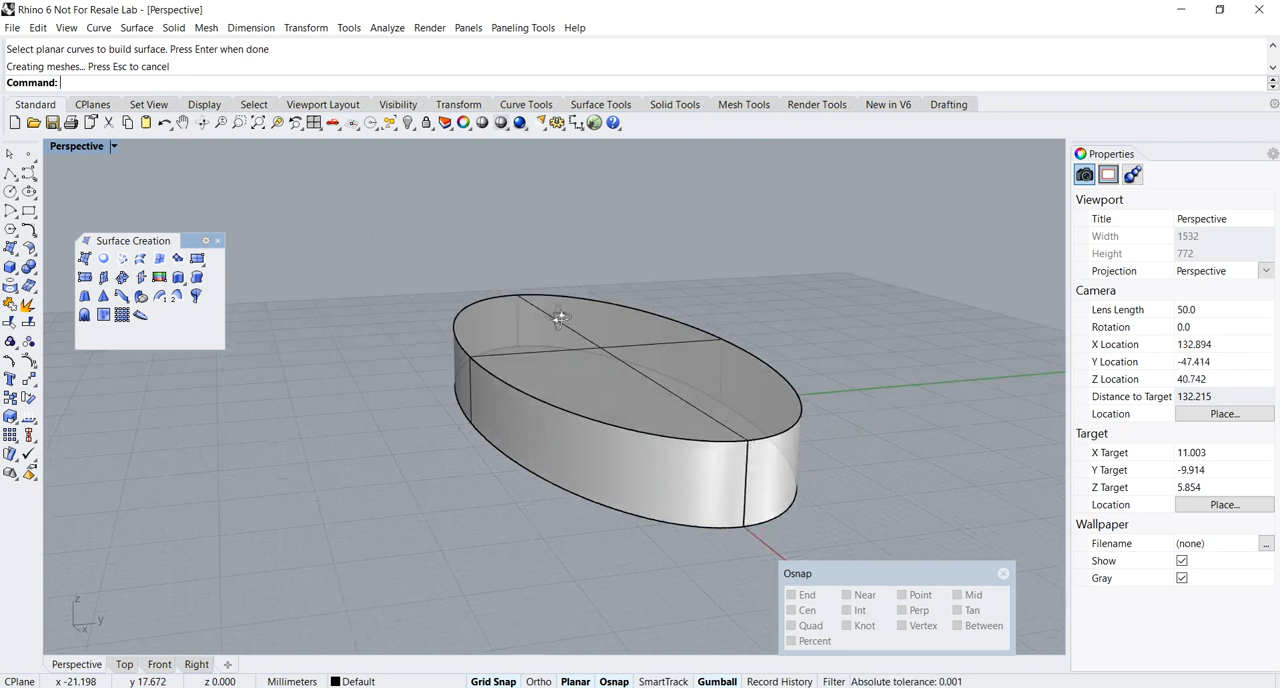 Rhino 6 Not For Resale Lab - [Perspective]
File Edit View Curve Surface Solid Mesh Dimension Transform Tools Analyze Render Panels Paneling Tools Help
Select planar curves to build surface. Press Enter when done
Creating meshes... Press Esc to cancel
Command:
Standard CPlanes Set View Display Select Viewport Layout Visibility Transform Curve Tools Surface Tools Solid Tools Mesh Tools Render Tools New in V6 Drafting
Perspective
Surface Creation
Properties
Viewport
Title Perspective
Width 1532
Height 772
Projection Perspective
Camera
Lens Length 50.0
Rotation 0.0
X Location 132.894
Y Location -47.414
Z Location 40.742
Distance to Target 132.215
Location Place...
Target
X Target 11.003
Y Target -9.914
Z Target 5.854
Location Place...
Wallpaper
Filename (none) ...
Show
Gray
Osnap
End Near Point Mid
Cen Int Perp Tan
Quad Knot Vertex Between
Percent
z
y
x
Perspective Top Front Right
CPlane x -21.198 y 17.672 z 0.000 Millimeters Default Grid Snap Ortho Planar Osnap SmartTrack Gumball Record History Filter Absolute tolerance: 0.001